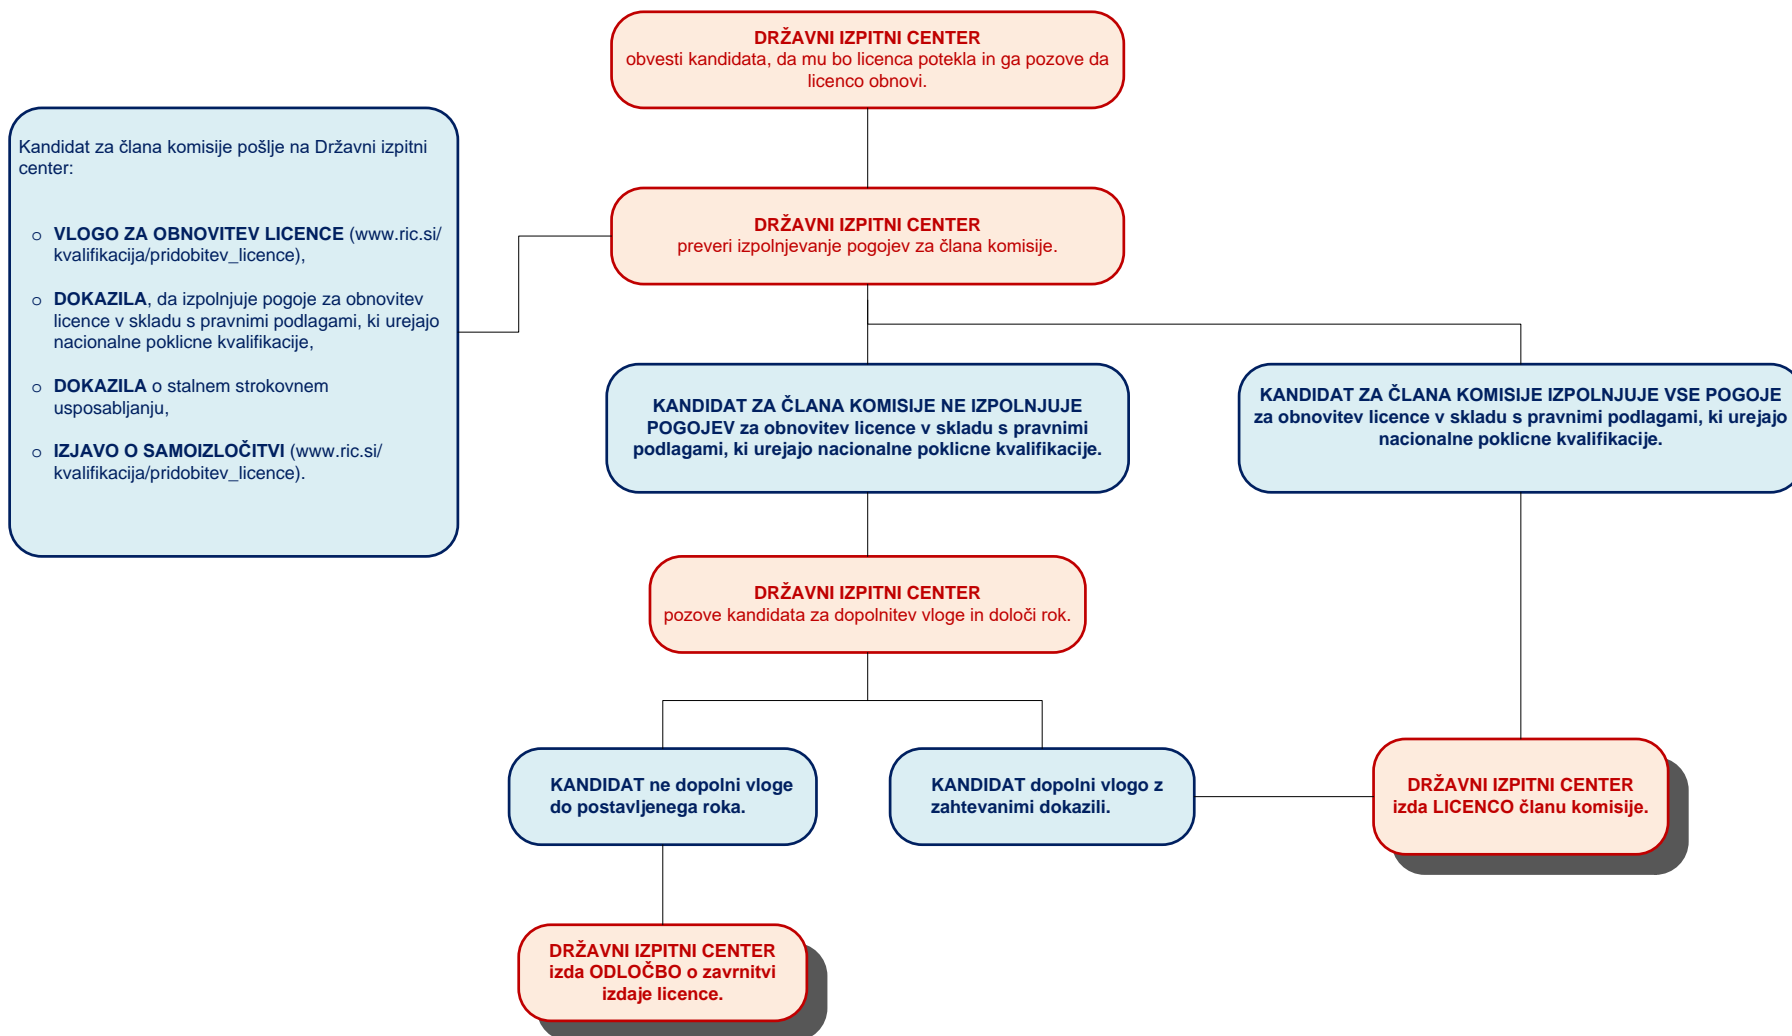 DRŽAVNI IZPITNI CENTER
obvesti kandidata, da mu bo licenca potekla in ga pozove da
licenco obnovi.
Kandidat za člana komisije pošlje na Državni izpitni
center:
o VLOGO ZA OBNOVITEV LICENCE (www.ric.si/
kvalifikacija/pridobitev_licence),
o DOKAZILA, da izpolnjuje pogoje za obnovitev
licence v skladu s pravnimi podlagami, ki urejajo
nacionalne poklicne kvalifikacije,
o DOKAZILA o stalnem strokovnem
usposabljanju,
o IZJAVO O SAMOIZLOČITVI (www.ric.si/
kvalifikacija/pridobitev_licence).
DRŽAVNI IZPITNI CENTER
preveri izpolnjevanje pogojev za člana komisije.
KANDIDAT ZA ČLANA KOMISIJE NE IZPOLNJUJE
POGOJEV za obnovitev licence v skladu s pravnimi
podlagami, ki urejajo nacionalne poklicne kvalifikacije.
KANDIDAT ZA ČLANA KOMISIJE IZPOLNJUJE VSE POGOJE
za obnovitev licence v skladu s pravnimi podlagami, ki urejajo
nacionalne poklicne kvalifikacije.
DRŽAVNI IZPITNI CENTER
pozove kandidata za dopolnitev vloge in določi rok.
KANDIDAT ne dopolni vloge
do postavljenega roka.
KANDIDAT dopolni vlogo z
zahtevanimi dokazili.
DRŽAVNI IZPITNI CENTER
izda LICENCO članu komisije.
DRŽAVNI IZPITNI CENTER
izda ODLOČBO o zavrnitvi
izdaje licence.